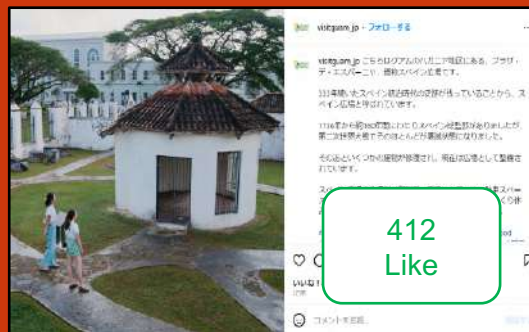 visitguam_jp・フォローする
visitguam_jp こちらはグアムのハガニア地区にある、プラザ・
デ・エスパーニャ、通称スペイン広場です。
333年続いたスペイン統治時代の史跡が残っていることから、ス
ペイン広場と呼ばれています。
1736年から約160年間にわたりスペイン総督邸がありましたが、
第二次世界大戦でそのほとんどが壊滅状態になりました。
そのあといくつかの建物が修復され、現在は広場として整備さ
れています。
412
Like
いいね！
コメントを追加...